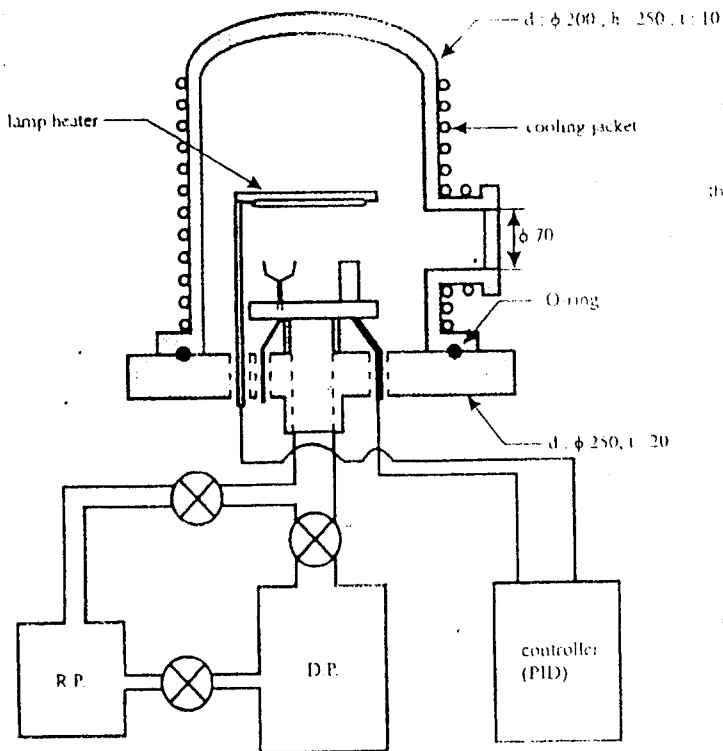 d : φ 200 , h : 250 , t : 10
lamp heater
cooling jacket
φ 70
O-ring
d : φ 250, t : 20
R.P.
D.P.
controller
(PID)